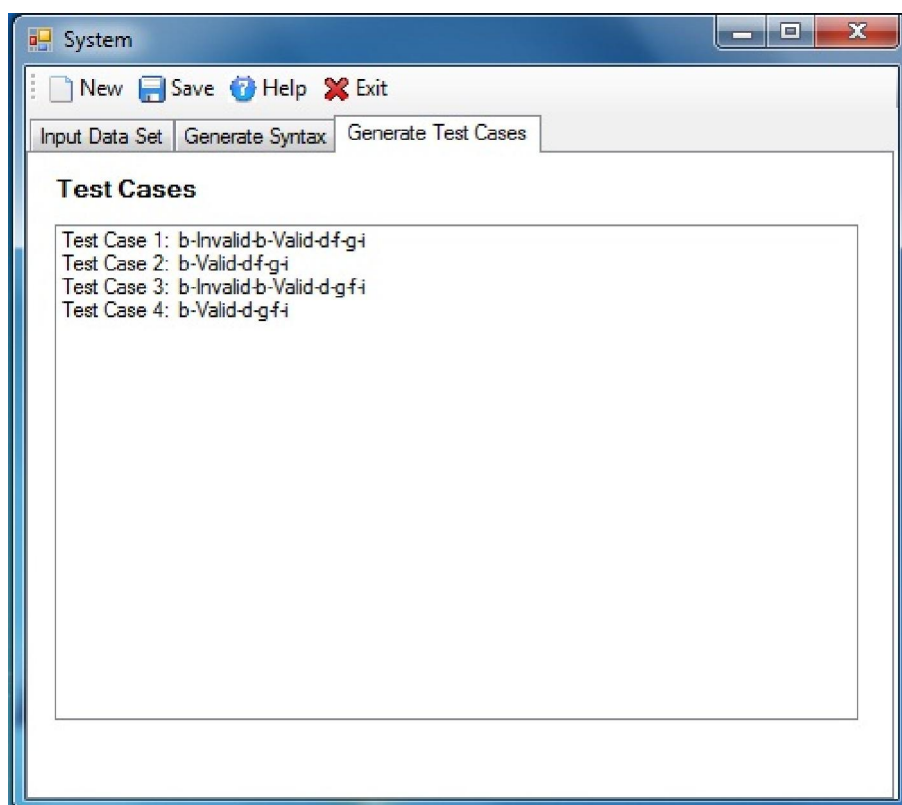 System
New Save Help Exit
Input Data Set Generate Syntax Generate Test Cases
Test Cases
Test Case 1: b-Invalid-b-Valid-d-f-g-i
Test Case 2: b-Valid-d-f-g-i
Test Case 3: b-Invalid-b-Valid-d-g-f-i
Test Case 4: b-Valid-d-g-f-i